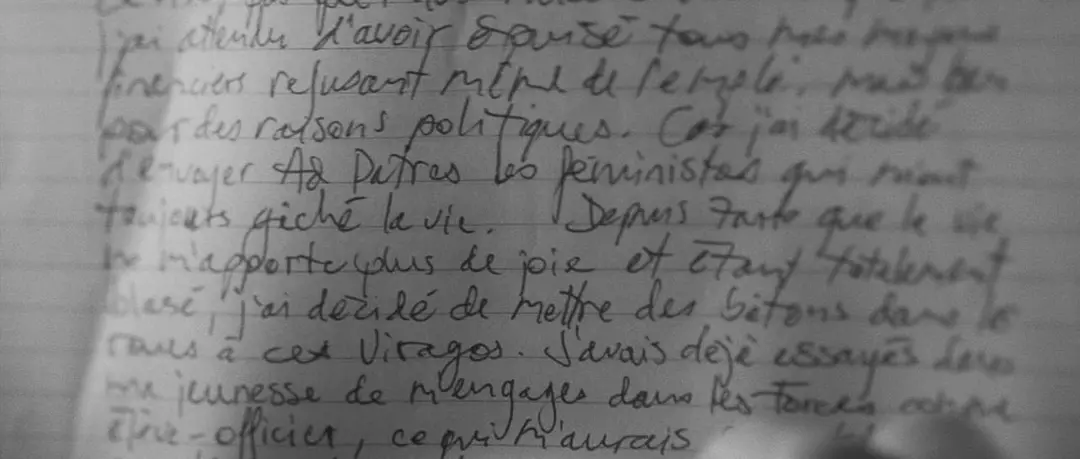 j'ai attendu d'avoir épuisé tous mes moyens
financiers refusant même de l'emploi, mais bien
pour des raisons politiques. Car j'ai décidé
d'envoyer Ad Patres les féministes qui m'ont
toujours gâché la vie. Depuis 7 ans que la vie
ne m'apporte plus de joie et étant totalement
blasé, j'ai décidé de mettre des bâtons dans les
roues à ces Viragos. J'avais déjà essayés dans
ma jeunesse de m'engager dans les Forces comme
élève-officier, ce qui m'aurais